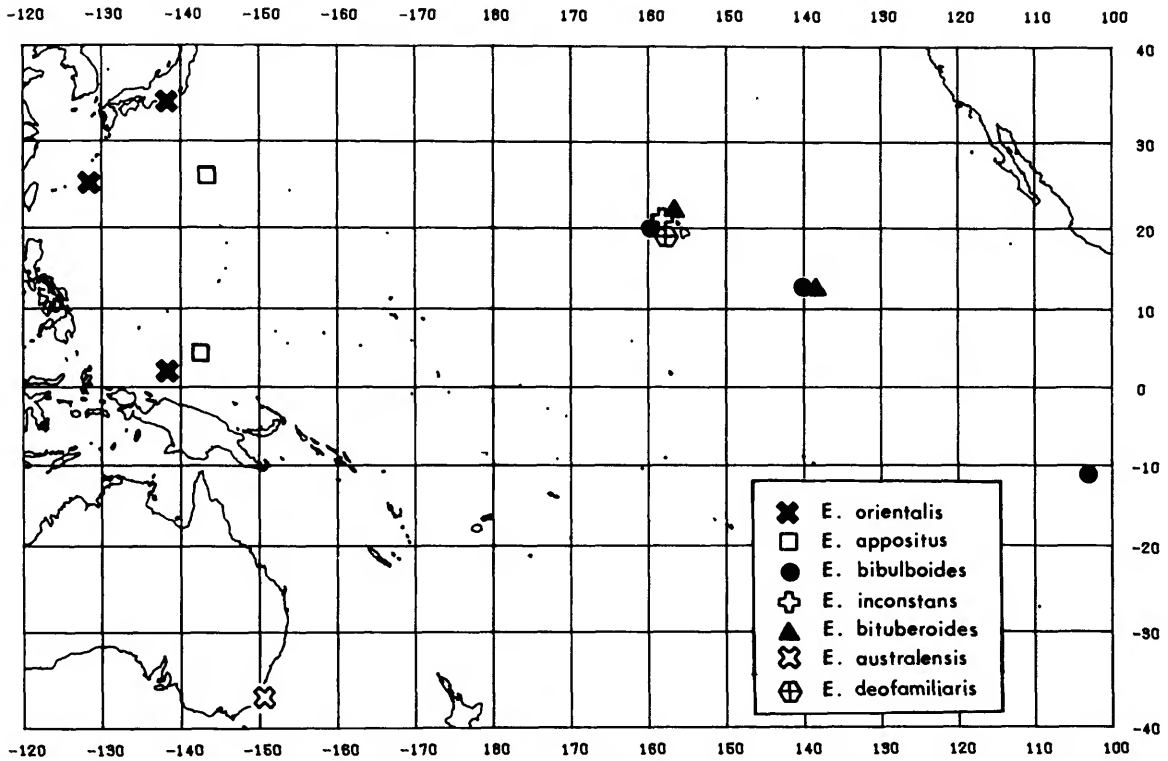 -120 -130 -140 -150 -160 -170 180 170 160 150 140 130 120 110 100
40
30
20
10
0
-10
-20
-30
-40
E. orientalis
E. appositus
E. bibulboides
E. inconstans
E. bituberoides
E. australensis
E. deofamiliaris
-120 -130 -140 -150 -160 -170 180 170 160 150 140 130 120 110 100